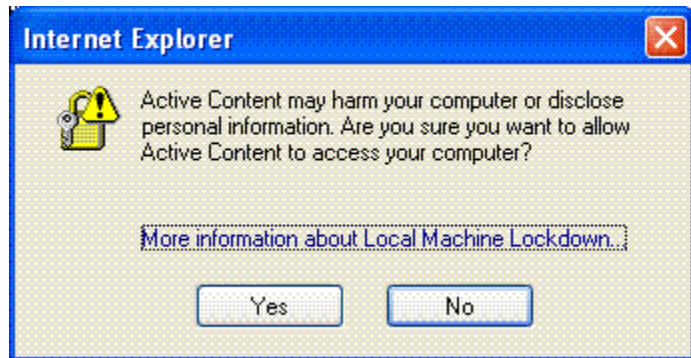 Internet Explorer
Active Content may harm your computer or disclose
personal information. Are you sure you want to allow
Active Content to access your computer?
More information about Local Machine Lockdown...
Yes No